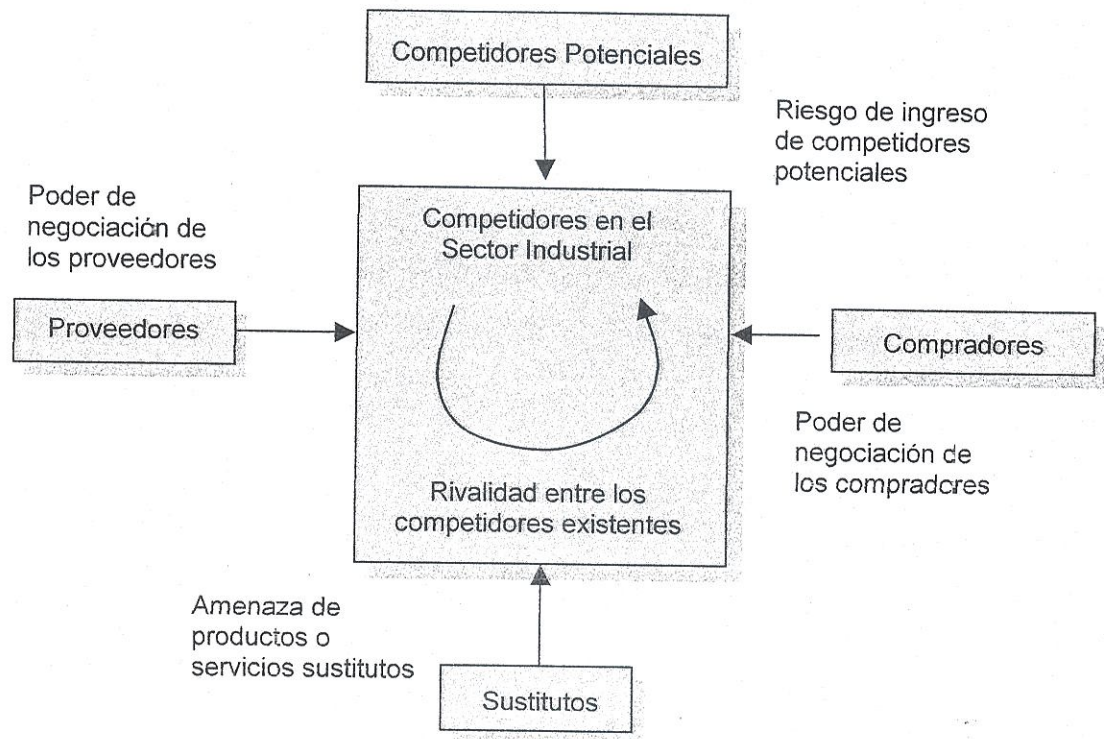 Competidores Potenciales
Riesgo de ingreso
de competidores
potenciales
Poder de
negociación de
los proveedores
Competidores en el
Sector Industrial
Proveedores
Compradores
Poder de
negociación de
los compradores
Rivalidad entre los
competidores existentes
Amenaza de
productos o
servicios sustitutos
Sustitutos